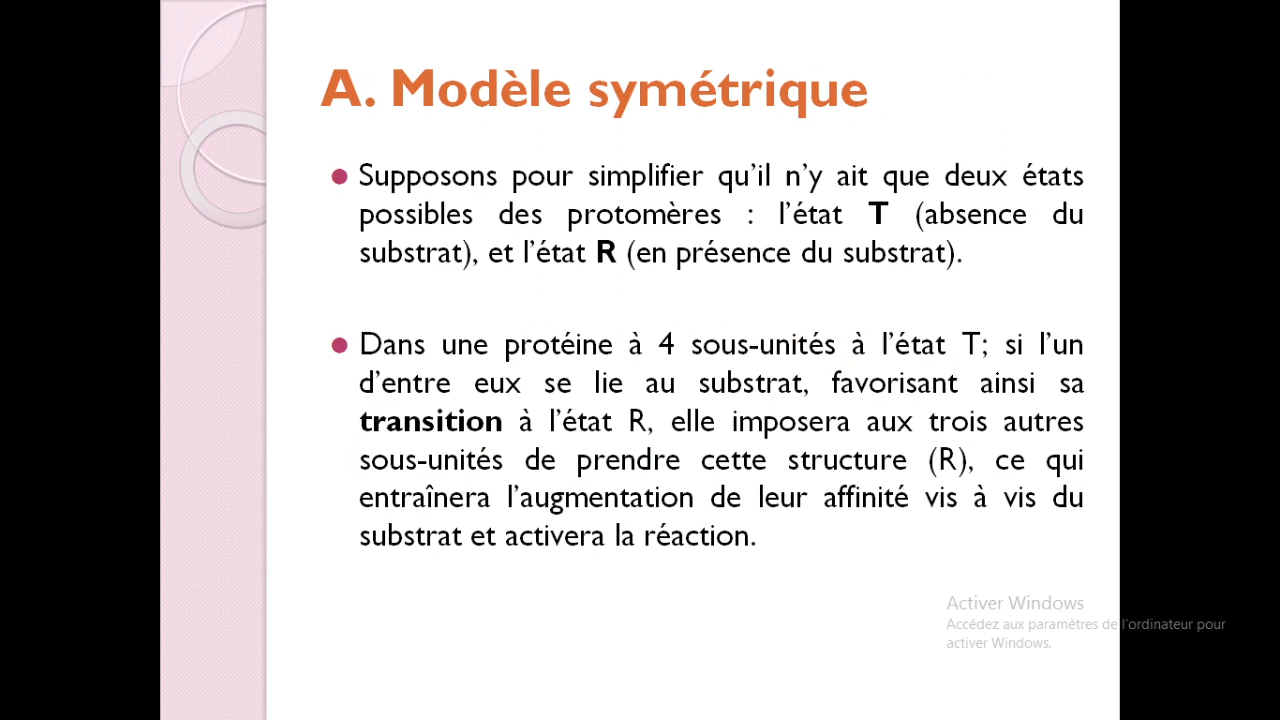 A. Modèle symétrique
Supposons pour simplifier qu'il n'y ait que deux états
possibles des protomères : l'état T (absence du
substrat), et l'état R (en présence du substrat).
Dans une protéine à 4 sous-unités à l'état T; si l'un
d'entre eux se lie au substrat, favorisant ainsi sa
transition à l'état R, elle imposera aux trois autres
sous-unités de prendre cette structure (R), ce qui
entraînera l'augmentation de leur affinité vis à vis du
substrat et activera la réaction.
Activer Windows
Accédez aux paramètres de l'ordinateur pour
activer Windows.